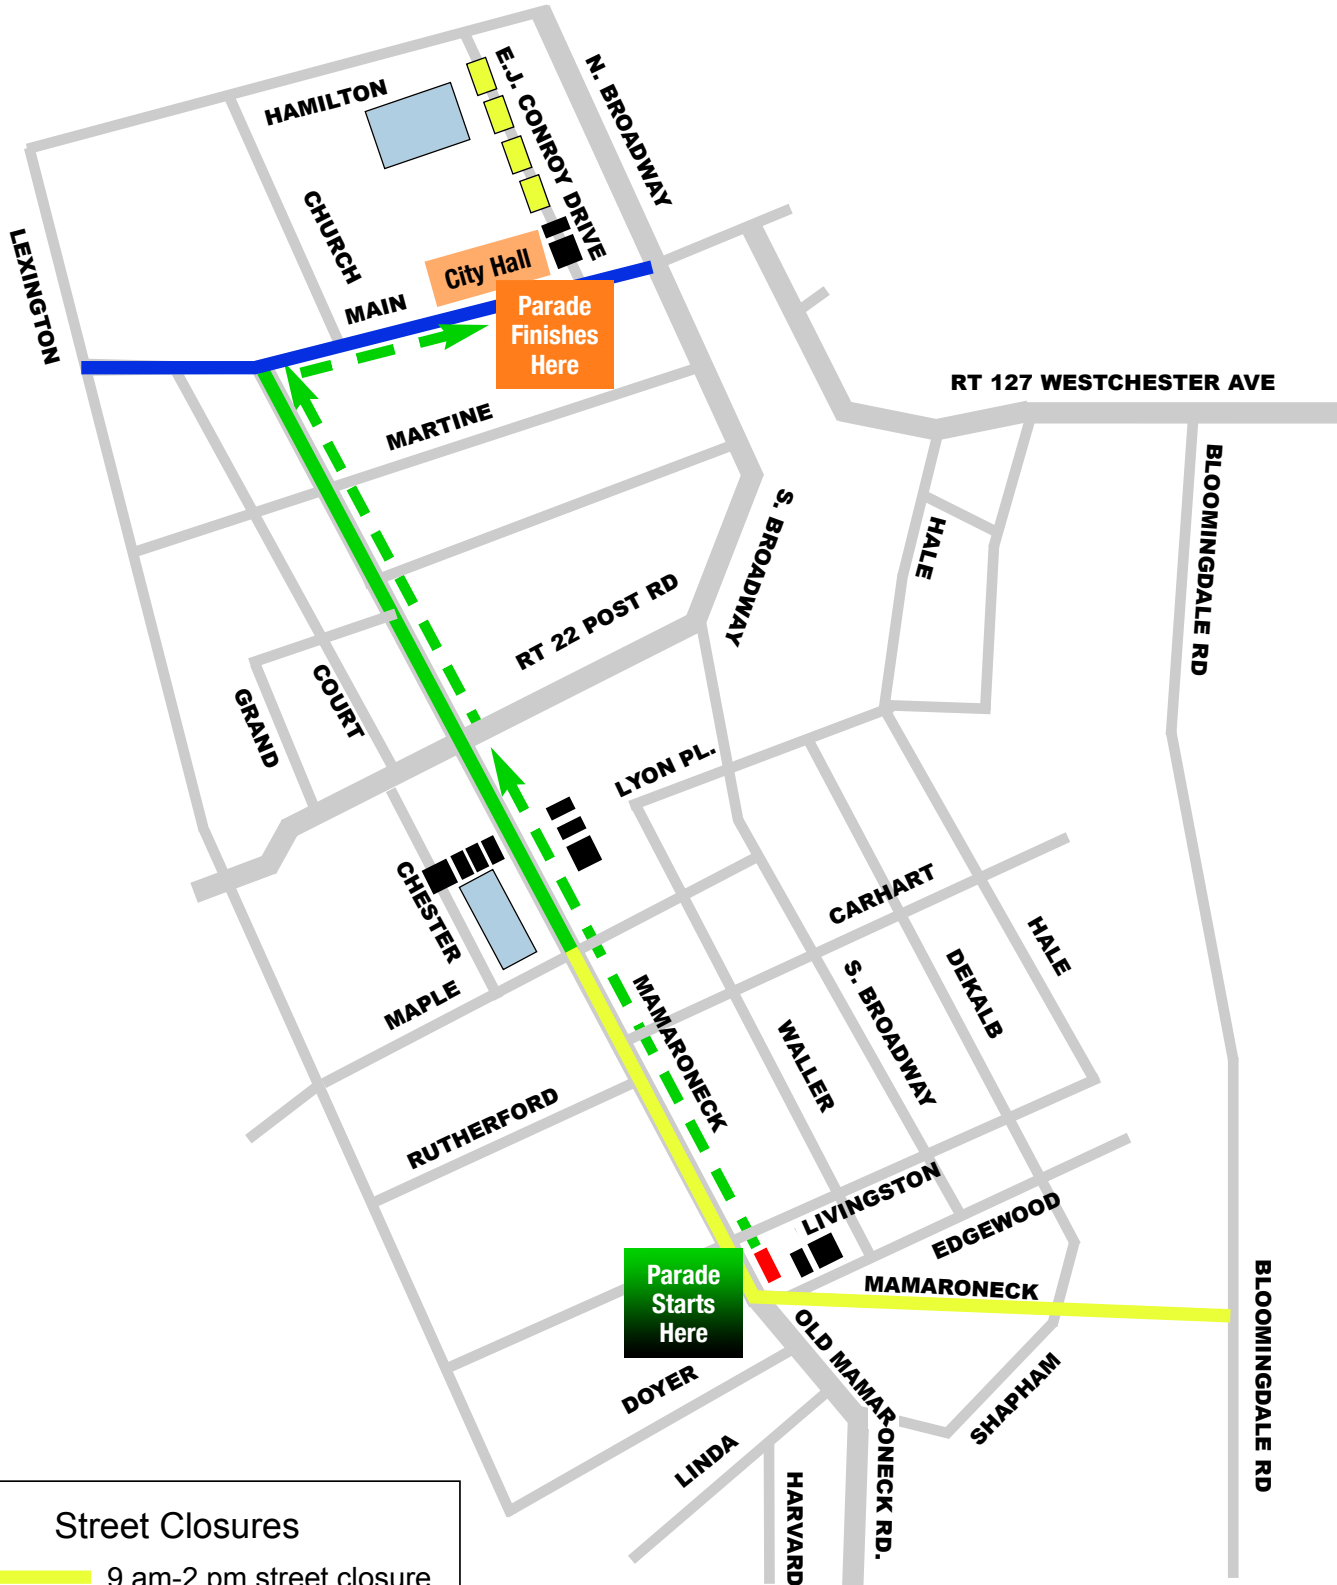 E.J. CONROY DRIVE
N. BROADWAY
HAMILTON
CHURCH
LEXINGTON
City Hall
MAIN
Parade
Finishes
Here
RT 127 WESTCHESTER AVE
MARTINE
BLOOMINGDALE RD
S. BROADWAY
HALE
RT 22 POST RD
COURT
GRAND
LYON PL.
CHESTER
CARHART
MAPLE
MAMARONECK
HALE
DEKALB
S. BROADWAY
WALLER
RUTHERFORD
LIVINGSTON
EDGEWOOD
Parade
Starts
Here
MAMARONECK
BLOOMINGDALE RD
OLD MAMARONECK RD.
SHAPHAM
DOYER
LINDA
HARVARD
Street Closures
9 am-2 pm street closure